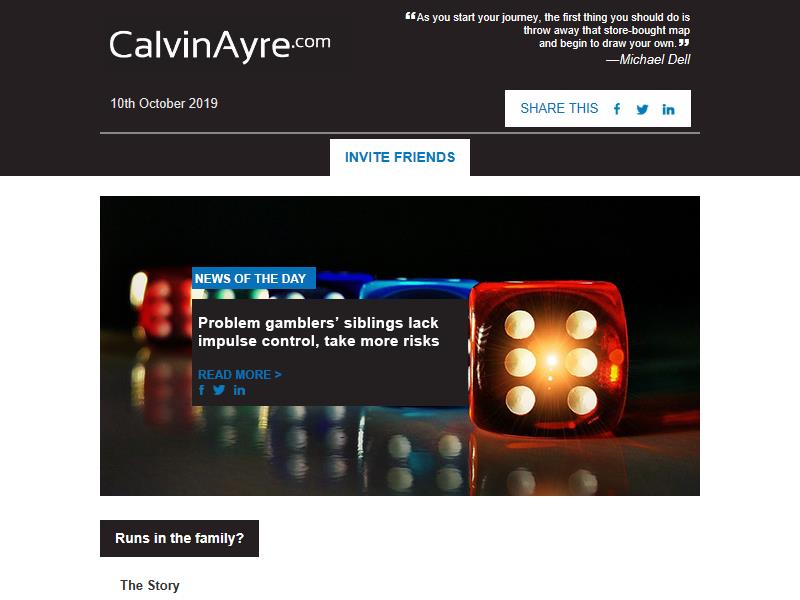 CalvinAyre.com
❝As you start your journey, the first thing you should do is
throw away that store-bought map
and begin to draw your own.❞
—Michael Dell
10th October 2019
SHARE THIS
INVITE FRIENDS
NEWS OF THE DAY
Problem gamblers’ siblings lack
impulse control, take more risks
READ MORE >
Runs in the family?
The Story